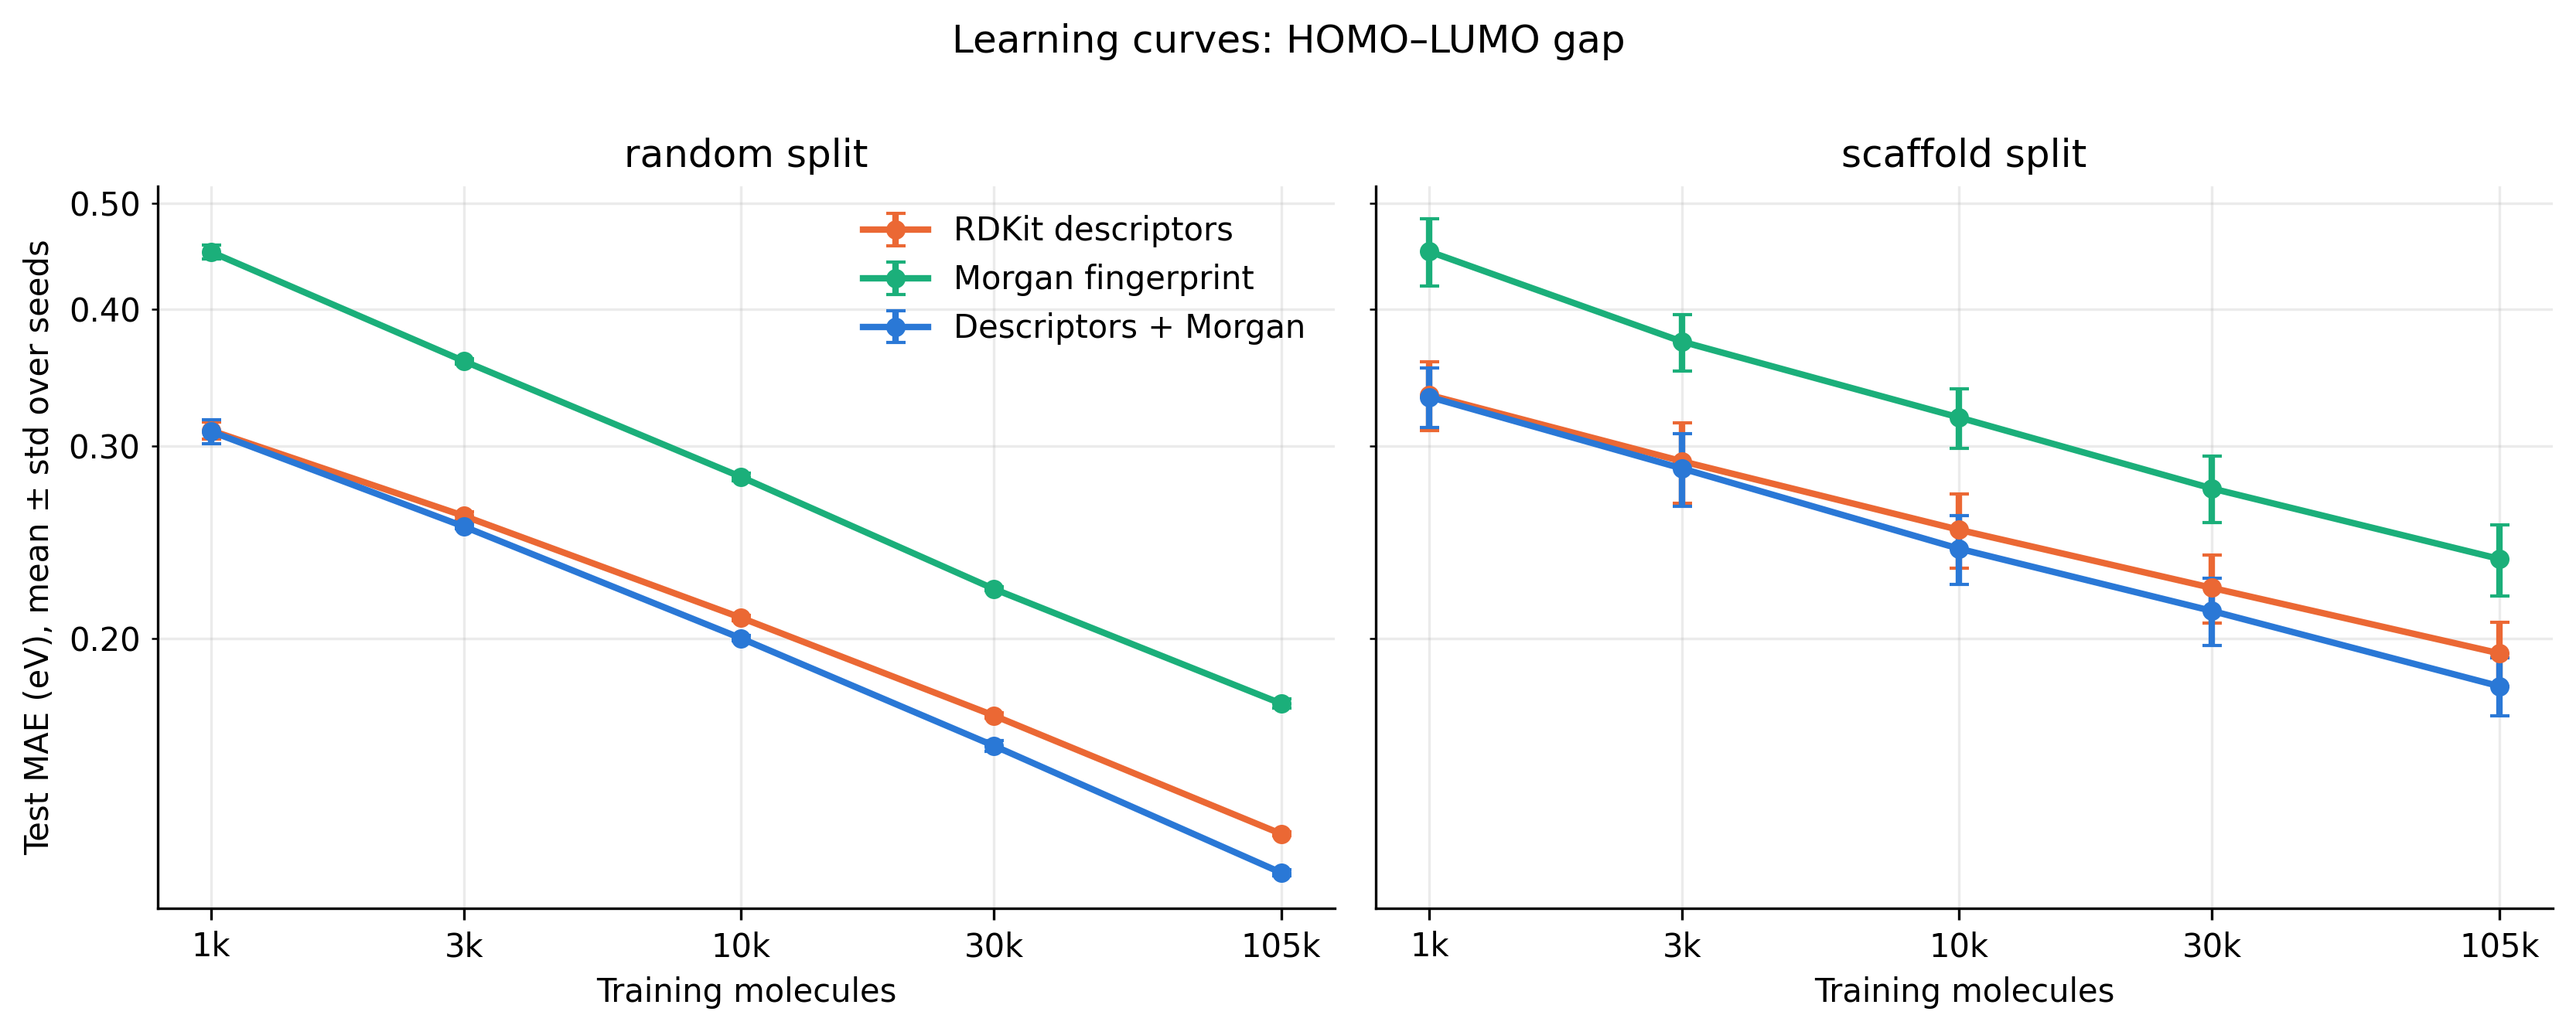 Learning curves: HOMO–LUMO gap
random split
0.50
0.40
0.30
0.20
Test MAE (eV), mean ± std over seeds
RDKit descriptors
Morgan fingerprint
Descriptors + Morgan
1k 3k 10k 30k 105k
Training molecules
scaffold split
1k 3k 10k 30k 105k
Training molecules